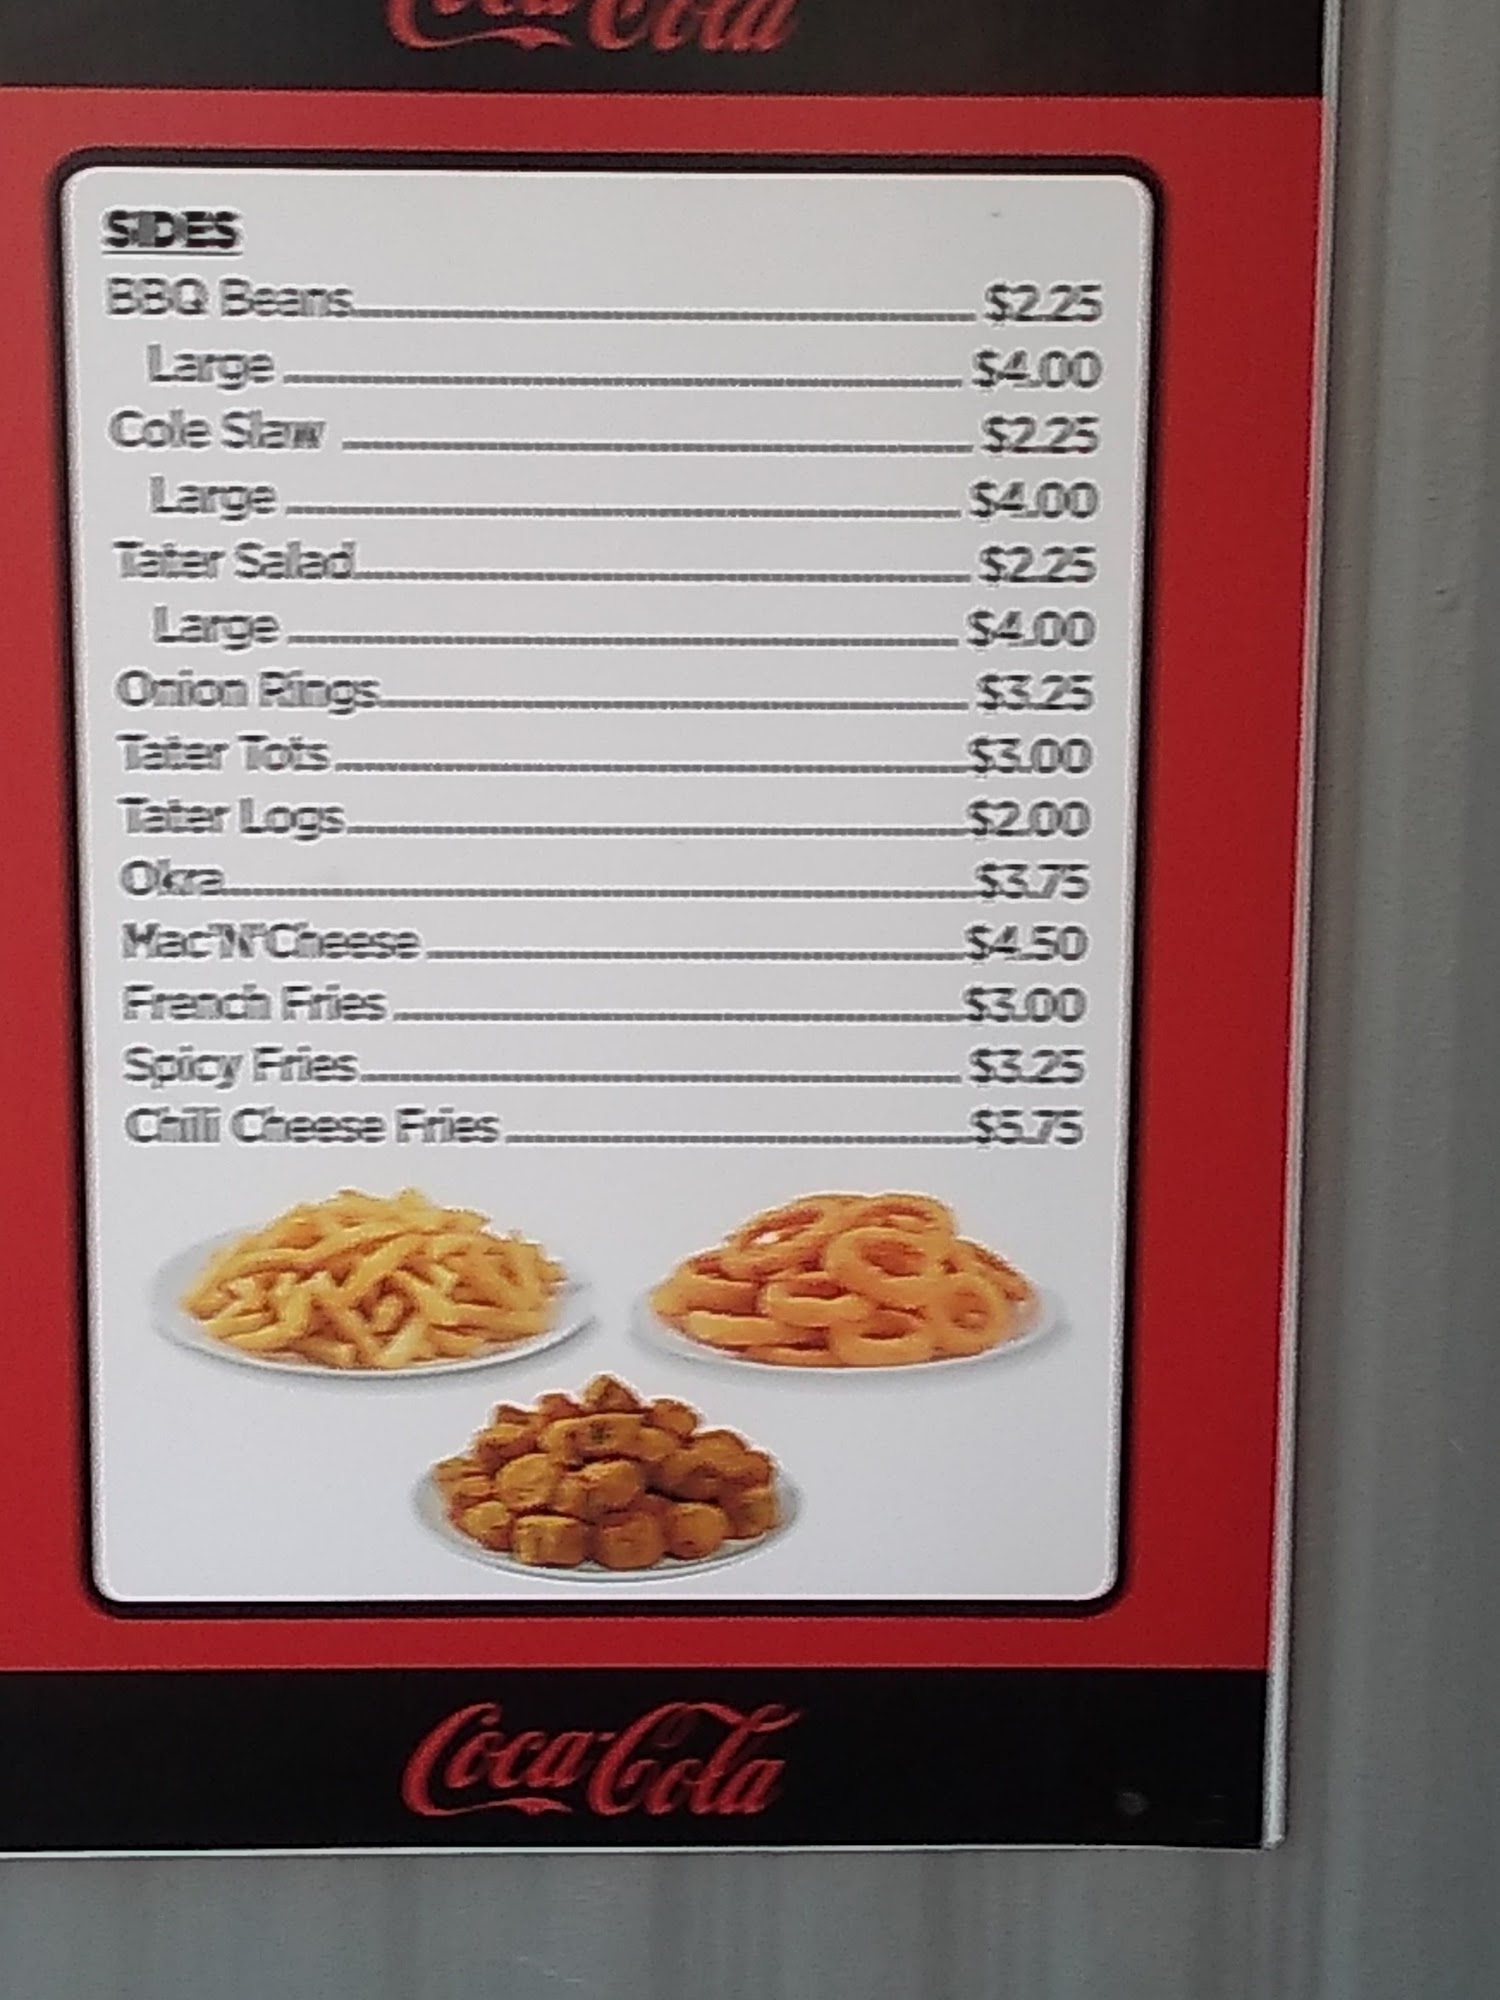 Coca-Cola
SIDES
BBQ Beans $2.25
Large $4.00
Cole Slaw $2.25
Large $4.00
Tater Salad $2.25
Large $4.00
Onion Rings $3.25
Tater Tots $3.00
Tater Logs $2.00
Okra $3.75
Mac'N'Cheese $4.50
French Fries $3.00
Spicy Fries $3.25
Chili Cheese Fries $5.75
Coca-Cola